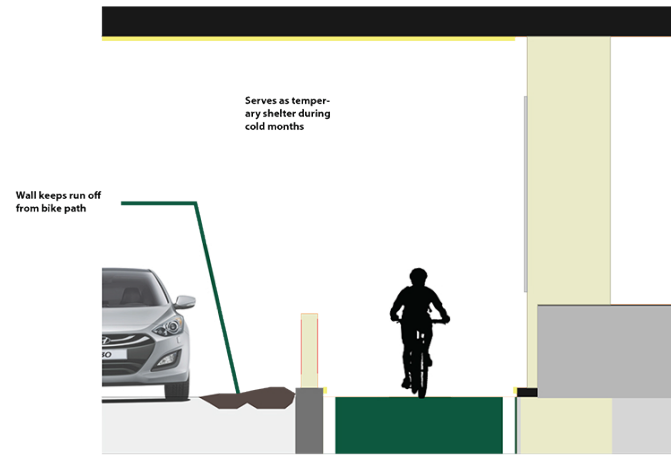 Serves as temper-
ary shelter during
cold months
Wall keeps run off
from bike path